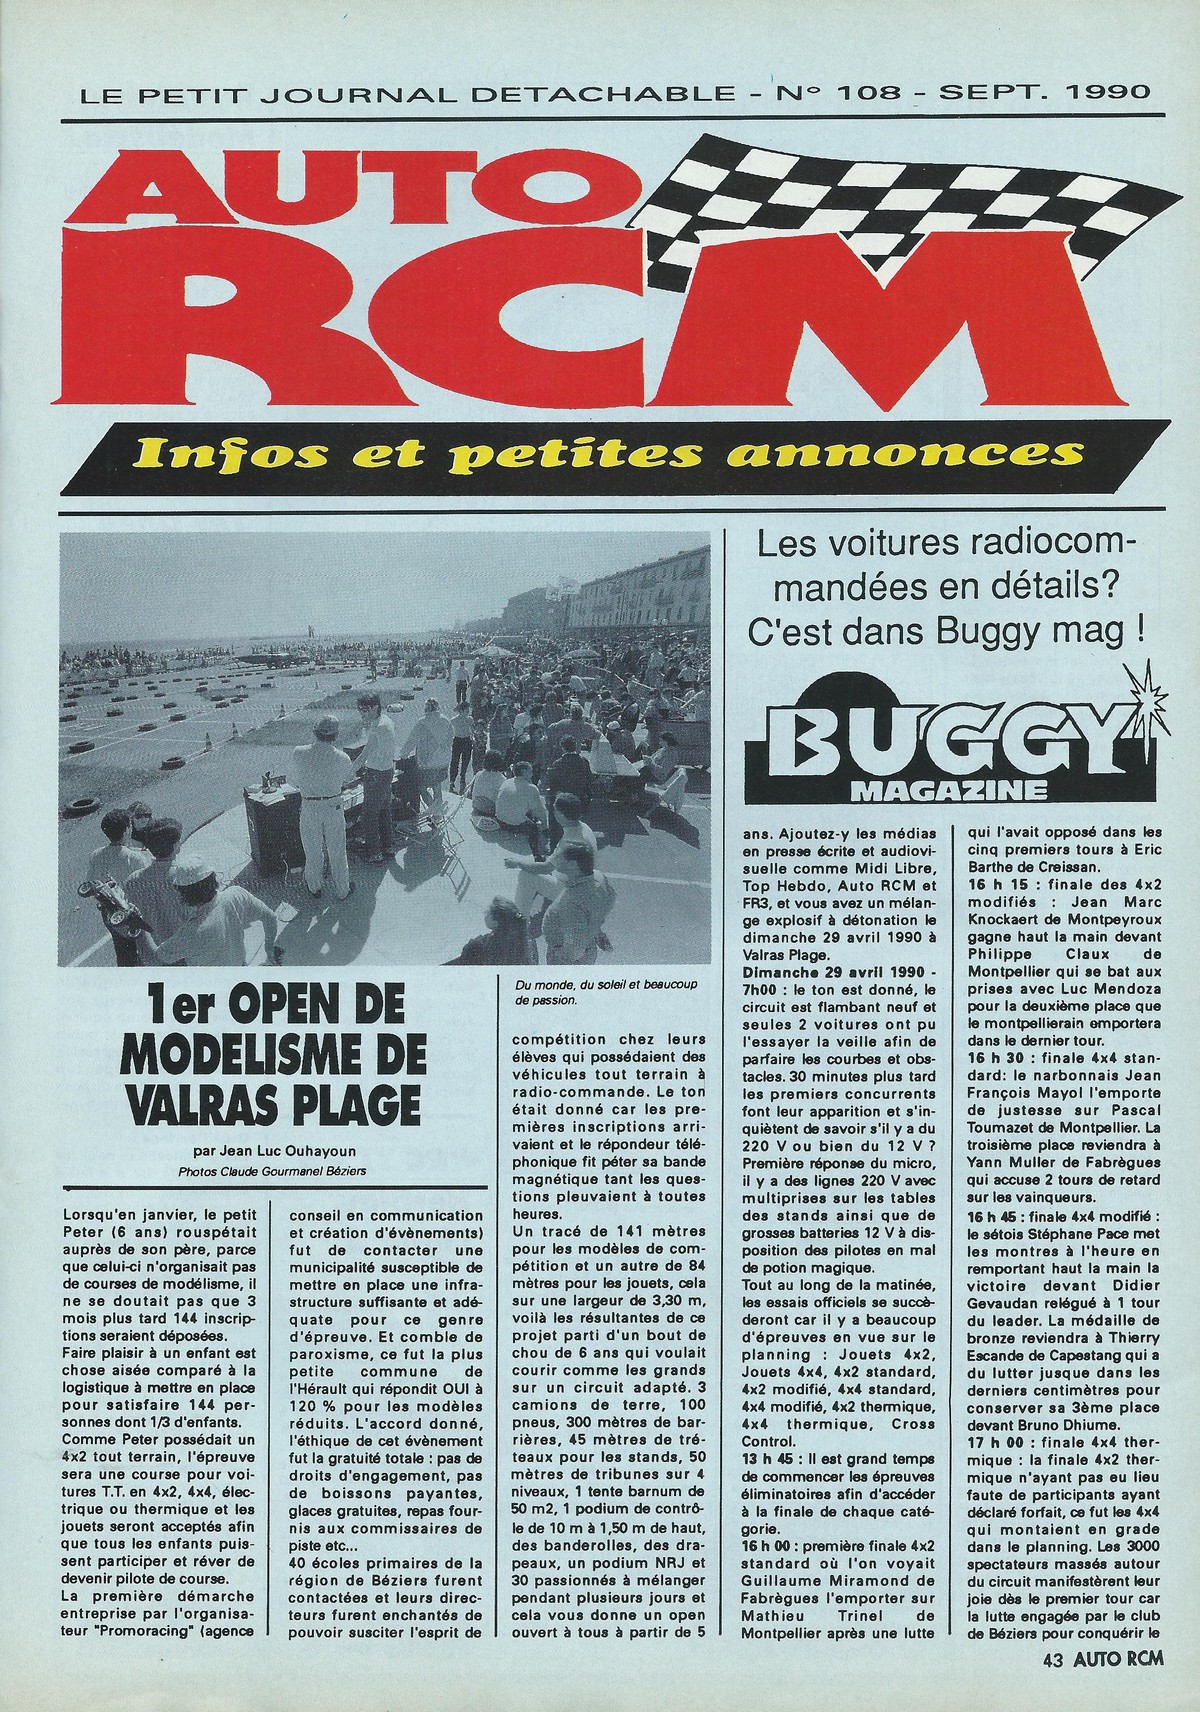 LE PETIT JOURNAL DETACHABLE - N° 108 - SEPT. 1990
AUTO
RCM
Infos et petites annonces
Les voitures radiocom-
mandées en détails?
C'est dans Buggy mag !
BUGGY
MAGAZINE
Du monde, du soleil et beaucoup
de passion.
1er OPEN DE
MODELISME DE
VALRAS PLAGE
par Jean Luc Ouhayoun
Photos Claude Gourmanel Béziers
Lorsqu'en janvier, le petit
Peter (6 ans) rouspétait
auprès de son père, parce
que celui-ci n'organisait pas
de courses de modélisme, il
ne se doutait pas que 3
mois plus tard 144 inscrip-
tions seraient déposées.
Faire plaisir à un enfant est
chose aisée comparé à la
logistique à mettre en place
pour satisfaire 144 per-
sonnes dont 1/3 d'enfants.
Comme Peter possédait un
4x2 tout terrain, l'épreuve
sera une course pour voi-
tures T.T. en 4x2, 4x4, élec-
trique ou thermique et les
jouets seront acceptés afin
que tous les enfants puis-
sent participer et réver de
devenir pilote de course.
La première démarche
entreprise par l'organisa-
teur "Promoracing" (agence
conseil en communication
et création d'évènements)
fut de contacter une
municipalité susceptible de
mettre en place une infra-
structure suffisante et adé-
quate pour ce genre
d'épreuve. Et comble de
paroxisme, ce fut la plus
petite commune de
l'Hérault qui répondit OUI à
120 % pour les modèles
réduits. L'accord donné,
l'éthique de cet évènement
fut la gratuité totale : pas de
droits d'engagement, pas
de boissons payantes,
glaces gratuites, repas four-
nis aux commissaires de
piste etc...
40 écoles primaires de la
région de Béziers furent
contactées et leurs direc-
teurs furent enchantés de
pouvoir susciter l'esprit de
compétition chez leurs
élèves qui possédaient des
véhicules tout terrain à
radio-commande. Le ton
était donné car les pre-
mières inscriptions arri-
vaient et le répondeur télé-
phonique fit péter sa bande
magnétique tant les ques-
tions pleuvaient à toutes
heures.
Un tracé de 141 mètres
pour les modèles de com-
pétition et un autre de 84
mètres pour les jouets, cela
sur une largeur de 3,30 m,
voilà les résultantes de ce
projet parti d'un bout de
chou de 6 ans qui voulait
courir comme les grands
sur un circuit adapté. 3
camions de terre, 100
pneus, 300 mètres de bar-
rières, 45 mètres de tré-
teaux pour les stands, 50
mètres de tribunes sur 4
niveaux, 1 tente barnum de
50 m2, 1 podium de contrô-
le de 10 m à 1,50 m de haut,
des banderolles, des dra-
peaux, un podium NRJ et
30 passionnés à mélanger
pendant plusieurs jours et
cela vous donne un open
ouvert à tous à partir de 5
ans. Ajoutez-y les médias
en presse écrite et audiovi-
suelle comme Midi Libre,
Top Hebdo, Auto RCM et
FR3, et vous avez un mélan-
ge explosif à détonation le
dimanche 29 avril 1990 à
Valras Plage.
Dimanche 29 avril 1990 -
7h00 : le ton est donné, le
circuit est flambant neuf et
seules 2 voitures ont pu
l'essayer la veille afin de
parfaire les courbes et obs-
tacles. 30 minutes plus tard
les premiers concurrents
font leur apparition et s'in-
quiètent de savoir s'il y a du
220 V ou bien du 12 V ?
Première réponse du micro,
il y a des lignes 220 V avec
multiprises sur les tables
des stands ainsi que de
grosses batteries 12 V à dis-
position des pilotes en mal
de potion magique.
Tout au long de la matinée,
les essais officiels se succè-
deront car il y a beaucoup
d'épreuves en vue sur le
planning : Jouets 4x2,
Jouets 4x4, 4x2 standard,
4x2 modifié, 4x4 standard,
4x4 modifié, 4x2 thermique,
4x4 thermique, Cross
Control.
13 h 45 : Il est grand temps
de commencer les épreuves
éliminatoires afin d'accéder
à la finale de chaque caté-
gorie.
16 h 00 : première finale 4x2
standard où l'on voyait
Guillaume Miramond de
Fabrègues l'emporter sur
Mathieu Trinel de
Montpellier après une lutte
qui l'avait opposé dans les
cinq premiers tours à Eric
Barthe de Creissan.
16 h 15 : finale des 4x2
modifiés : Jean Marc
Knockaert de Montpeyroux
gagne haut la main devant
Philippe Claux de
Montpellier qui se bat aux
prises avec Luc Mendoza
pour la deuxième place que
le montpellierain emportera
dans le dernier tour.
16 h 30 : finale 4x4 stan-
dard: le narbonnais Jean
François Mayol l'emporte
de justesse sur Pascal
Toumazet de Montpellier. La
troisième place reviendra à
Yann Muller de Fabrègues
qui accuse 2 tours de retard
sur les vainqueurs.
16 h 45 : finale 4x4 modifié :
le sétois Stéphane Pace met
les montres à l'heure en
remportant haut la main la
victoire devant Didier
Gevaudan relégué à 1 tour
du leader. La médaille de
bronze reviendra à Thierry
Escande de Capestang qui a
du lutter jusque dans les
derniers centimètres pour
conserver sa 3ème place
devant Bruno Dhiume.
17 h 00 : finale 4x4 ther-
mique : la finale 4x2 ther-
mique n'ayant pas eu lieu
faute de participants ayant
déclaré forfait, ce fut les 4x4
qui montaient en grade
dans le planning. Les 3000
spectateurs massés autour
du circuit manifestèrent leur
joie dès le premier tour car
la lutte engagée par le club
de Béziers pour conquérir le
43 AUTO RCM